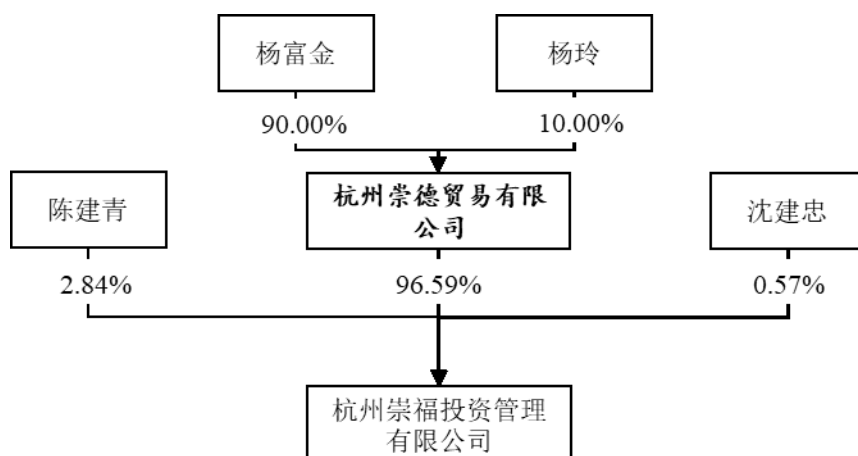 杨富金
杨玲
90.00%
10.00%
陈建青
杭州崇德贸易有限
公司
沈建忠
2.84%
96.59%
0.57%
杭州崇福投资管理
有限公司